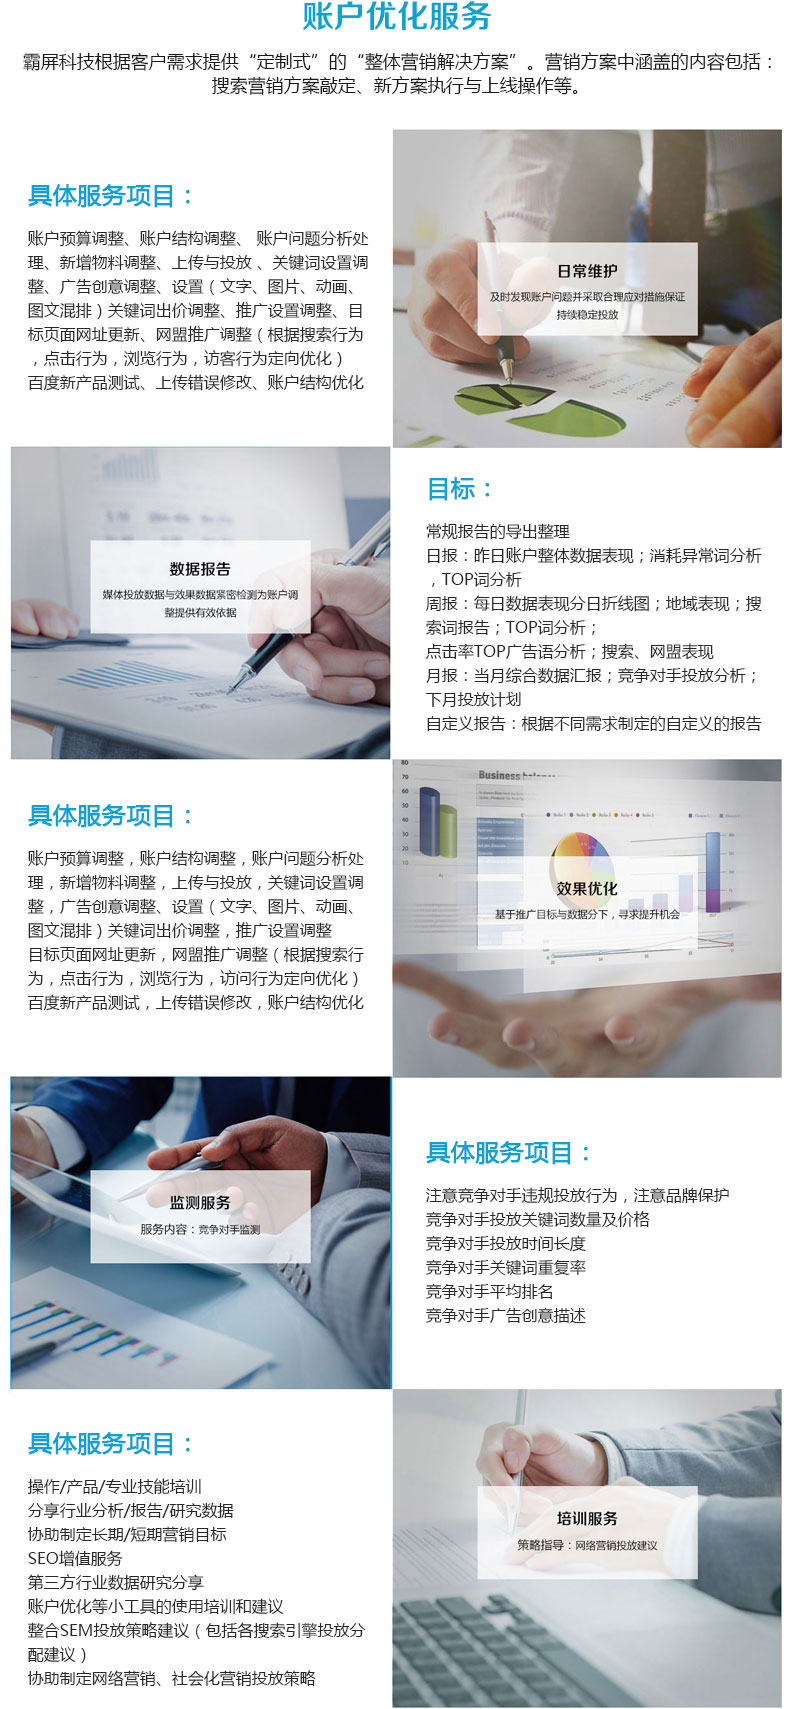 账户优化服务
霸屏科技根据客户需求提供“定制式”的“整体营销解决方案”。营销方案中涵盖的内容包括：
搜索营销方案敲定、新方案执行与上线操作等。
具体服务项目：
账户预算调整、账户结构调整、 账户问题分析处
理、新增物料调整、上传与投放 、关键词设置调
整、广告创意调整、设置（文字、图片、动画、
图文混排）关键词出价调整、推广设置调整、目
标页面网址更新、网盟推广调整（根据搜索行为
，点击行为，浏览行为，访客行为定向优化）
百度新产品测试、上传错误修改、账户结构优化
日常维护
及时发现账户问题并采取合理应对措施保证
持续稳定投放
数据报告
媒体投放数据与效果数据紧密检测为账户调
整提供有效依据
目标：
常规报告的导出整理
日报：昨日账户整体数据表现；消耗异常词分析
，TOP词分析
周报：每日数据表现分日折线图；地域表现；搜
索词报告；TOP词分析；
点击率TOP广告语分析；搜索、网盟表现
月报：当月综合数据汇报；竞争对手投放分析；
下月投放计划
自定义报告：根据不同需求制定的自定义的报告
具体服务项目：
账户预算调整，账户结构调整，账户问题分析处
理，新增物料调整，上传与投放，关键词设置调
整，广告创意调整、设置（文字、图片、动画、
图文混排）关键词出价调整，推广设置调整
目标页面网址更新，网盟推广调整（根据搜索行
为，点击行为，浏览行为，访问行为定向优化）
百度新产品测试，上传错误修改，账户结构优化
80
70
60
50
40
30
20
10
Business balance
效果优化
基于推广目标与数据分下，寻求提升机会
监测服务
服务内容：竞争对手监测
具体服务项目：
注意竞争对手违规投放行为，注意品牌保护
竞争对手投放关键词数量及价格
竞争对手投放时间长度
竞争对手关键词重复率
竞争对手平均排名
竞争对手广告创意描述
具体服务项目：
操作/产品/专业技能培训
分享行业分析/报告/研究数据
协助制定长期/短期营销目标
SEO增值服务
第三方行业数据研究分享
账户优化等小工具的使用培训和建议
整合SEM投放策略建议（包括各搜索引擎投放分
配建议）
协助制定网络营销、社会化营销投放策略
培训服务
策略指导：网络营销投放建议